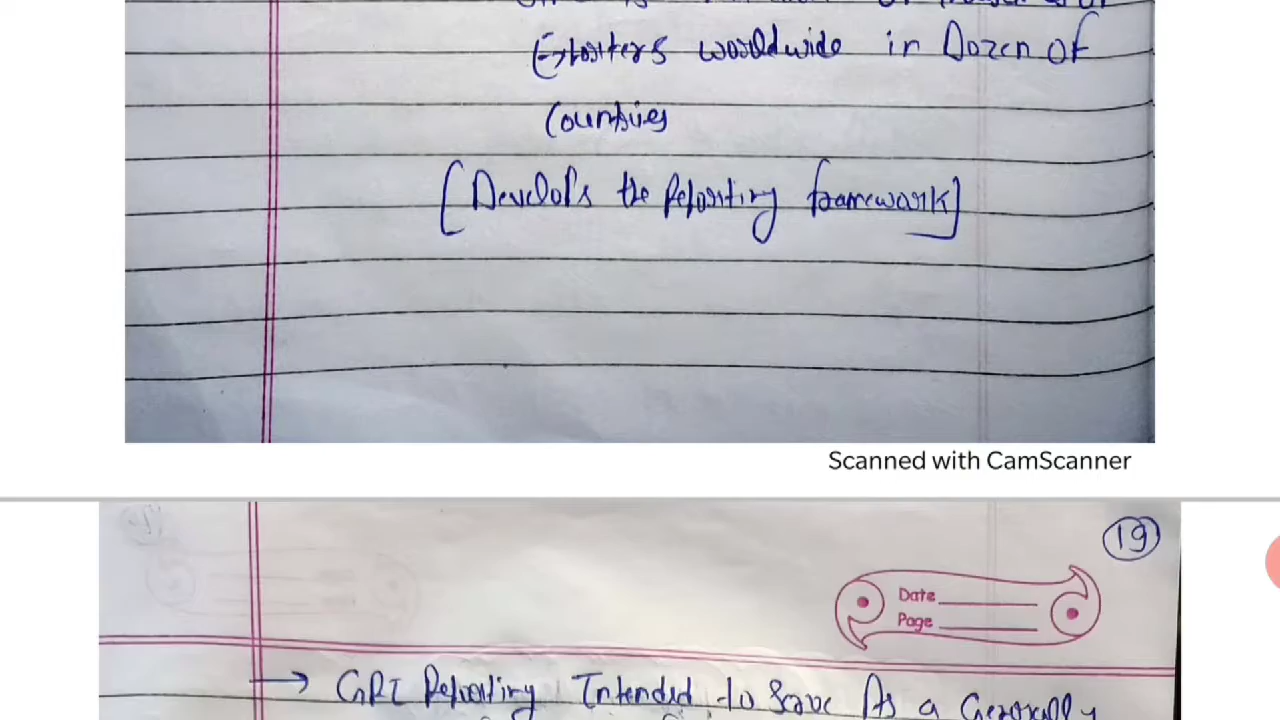 Exporters worldwide in Dozen of
Countries
[Develops the Reporting framework]
Scanned with CamScanner
19
Date
Page
→ GRI Reporting Intended to Serve As a Generally